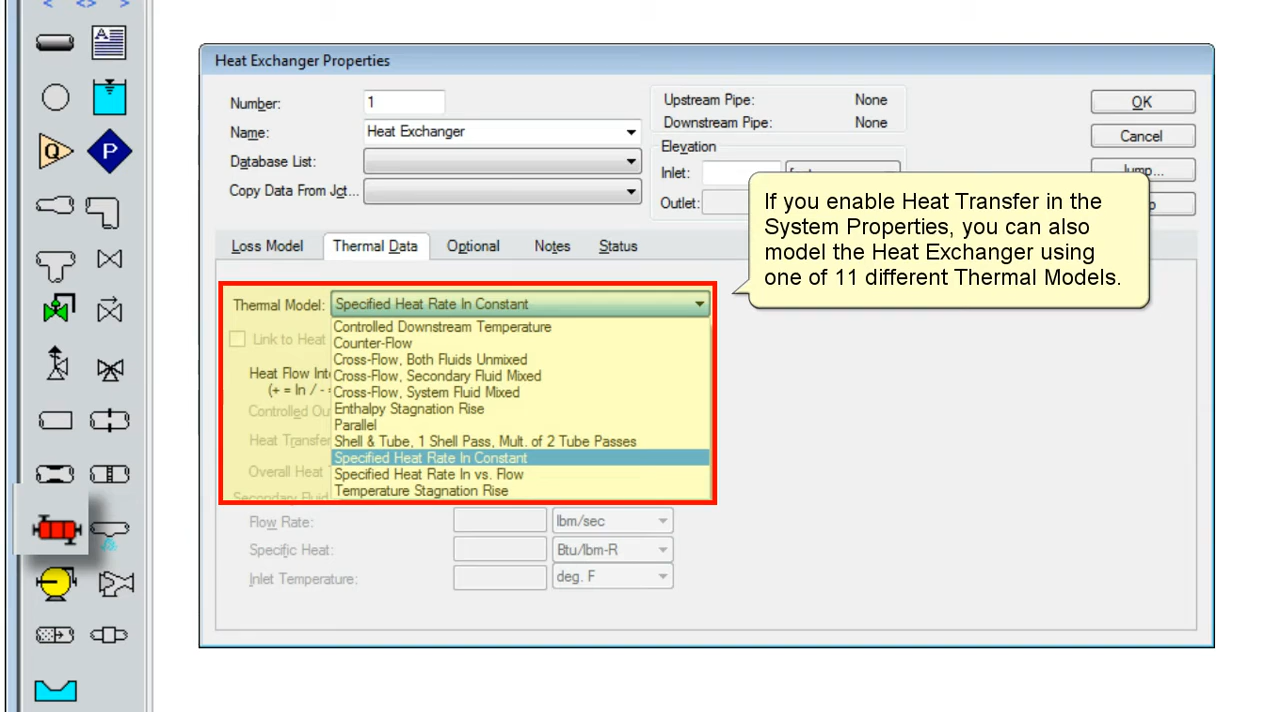 < <> >
A
Q
P
Heat Exchanger Properties
Number:
1
Name:
Heat Exchanger
Database List:
Copy Data From Jct...
Upstream Pipe: None
Downstream Pipe: None
Elevation
Inlet:
Outlet:
OK
Cancel
Jump...
If you enable Heat Transfer in the
System Properties, you can also
model the Heat Exchanger using
one of 11 different Thermal Models.
Loss Model
Thermal Data
Optional
Notes
Status
Thermal Model:
Specified Heat Rate In Constant
Controlled Downstream Temperature
Counter-Flow
Cross-Flow, Both Fluids Unmixed
Cross-Flow, Secondary Fluid Mixed
Cross-Flow, System Fluid Mixed
Enthalpy Stagnation Rise
Parallel
Shell & Tube, 1 Shell Pass, Mult. of 2 Tube Passes
Specified Heat Rate In Constant
Specified Heat Rate In vs. Flow
Temperature Stagnation Rise
Link to Heat
Heat Flow Int
(+ = In / -
Controlled Ou
Heat Transfer
Overall Heat
Secondary Fluid
Flow Rate:
lbm/sec
Specific Heat:
Btu/lbm-R
Inlet Temperature:
deg. F